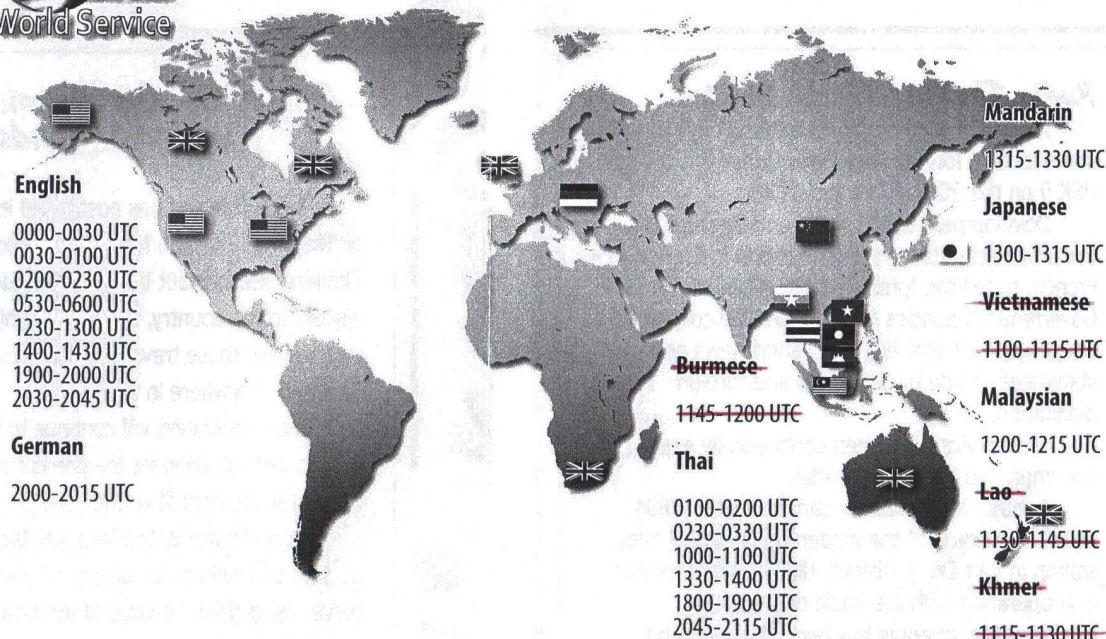 World Service
English
0000-0030 UTC
0030-0100 UTC
0200-0230 UTC
0530-0600 UTC
1230-1300 UTC
1400-1430 UTC
1900-2000 UTC
2030-2045 UTC
German
2000-2015 UTC
Burmese
1145-1200 UTC
Thai
0100-0200 UTC
0230-0330 UTC
1000-1100 UTC
1330-1400 UTC
1800-1900 UTC
2045-2115 UTC
Mandarin
1315-1330 UTC
Japanese
1300-1315 UTC
Vietnamese
1100-1115 UTC
Malaysian
1200-1215 UTC
Lao
1130-1145 UTC
Khmer
1115-1130 UTC